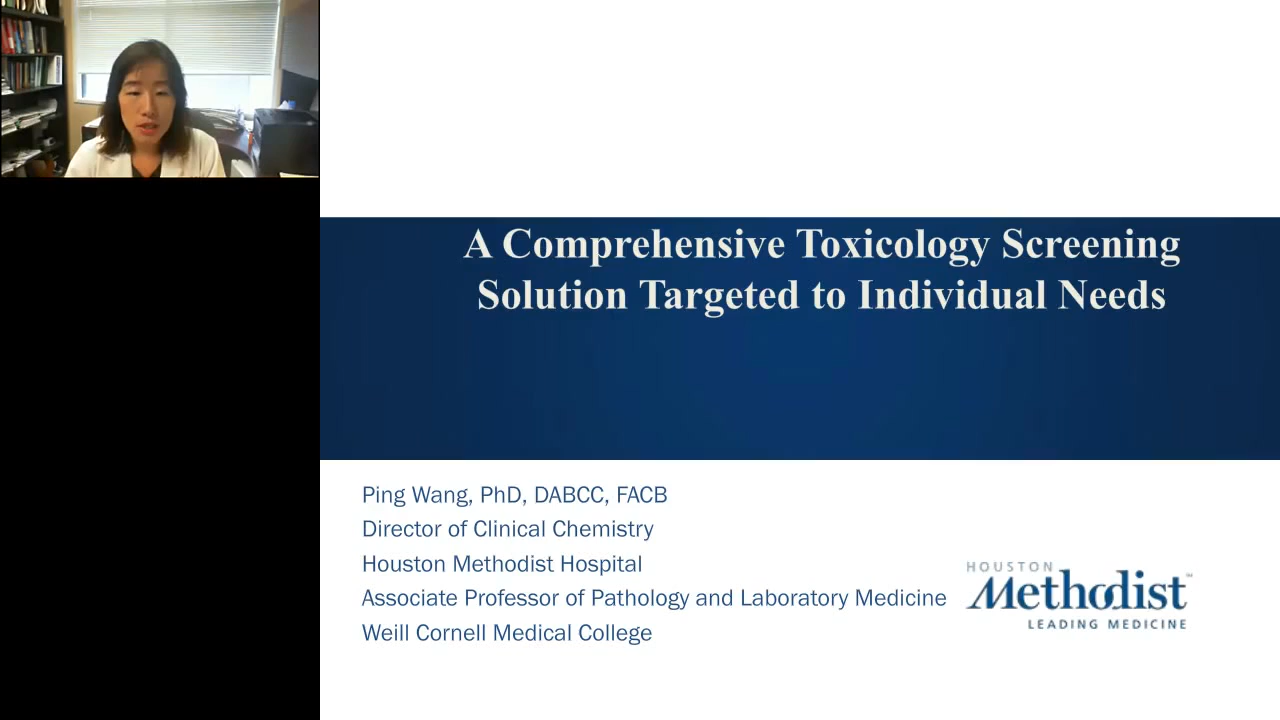 A Comprehensive Toxicology Screening
Solution Targeted to Individual Needs
Ping Wang, PhD, DABCC, FACB
Director of Clinical Chemistry
Houston Methodist Hospital
Associate Professor of Pathology and Laboratory Medicine
Weill Cornell Medical College
HOUSTON
Methodist™
LEADING MEDICINE